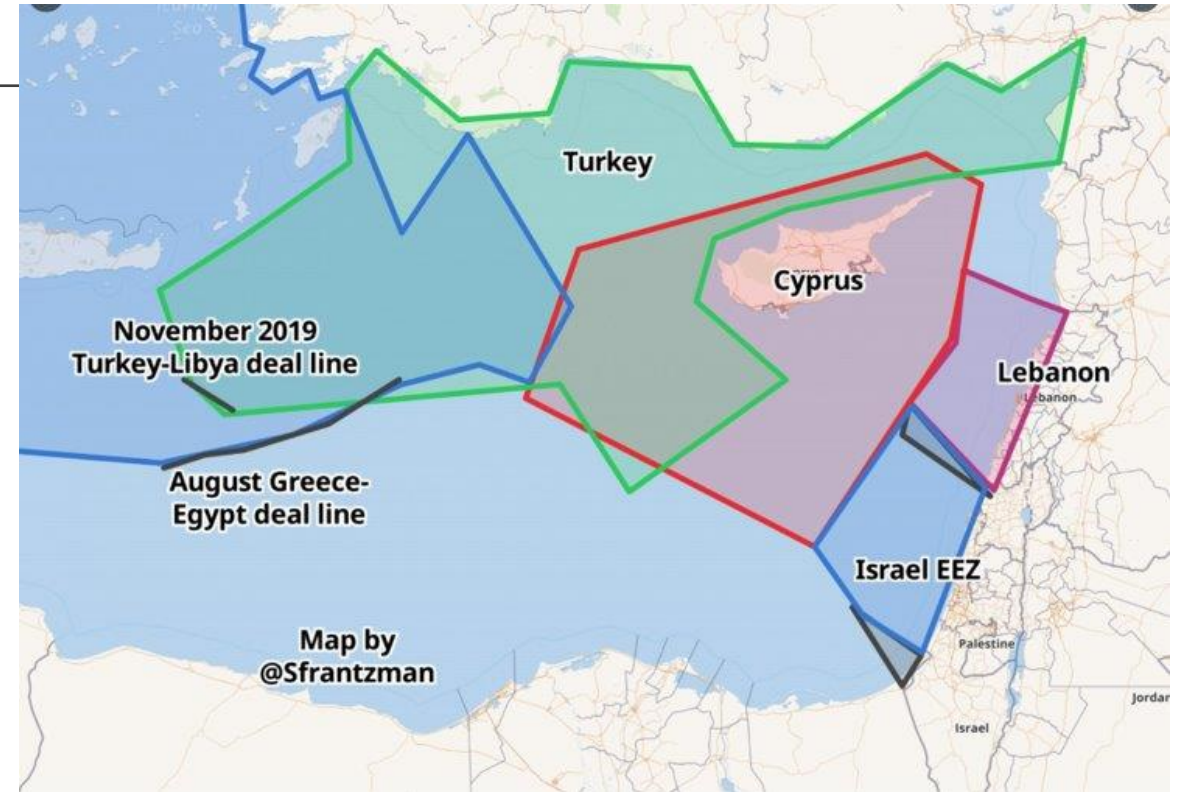 Turkey
Cyprus
November 2019
Turkey-Libya deal line
Lebanon
Lebanon
August Greece-
Egypt deal line
Israel EEZ
Map by
@Sfrantzman
Palestine
Jordan
Israel